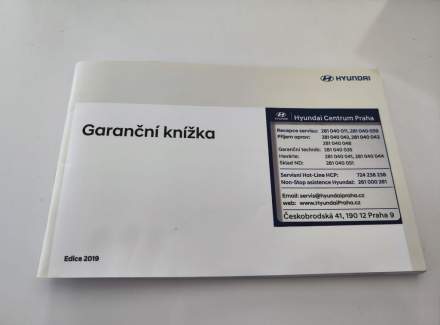 HYUNDAI
Garanční knížka
Hyundai Centrum Praha
Recepce servisu: 281 040 011, 281 040 039
Příjem oprav: 281 040 040, 281 040 043
281 040 048
Garanční technik: 281 040 035
Havárie: 281 040 041, 281 040 044
Sklad ND: 281 040 051
Servisní Hot-Line HCP: 724 238 238
Non-Stop asistence Hyundai: 281 000 281
Email: servis@hyundaipraha.cz
web: www.HyundaiPraha.cz
Českobrodská 41, 190 12 Praha 9
Edice 2019